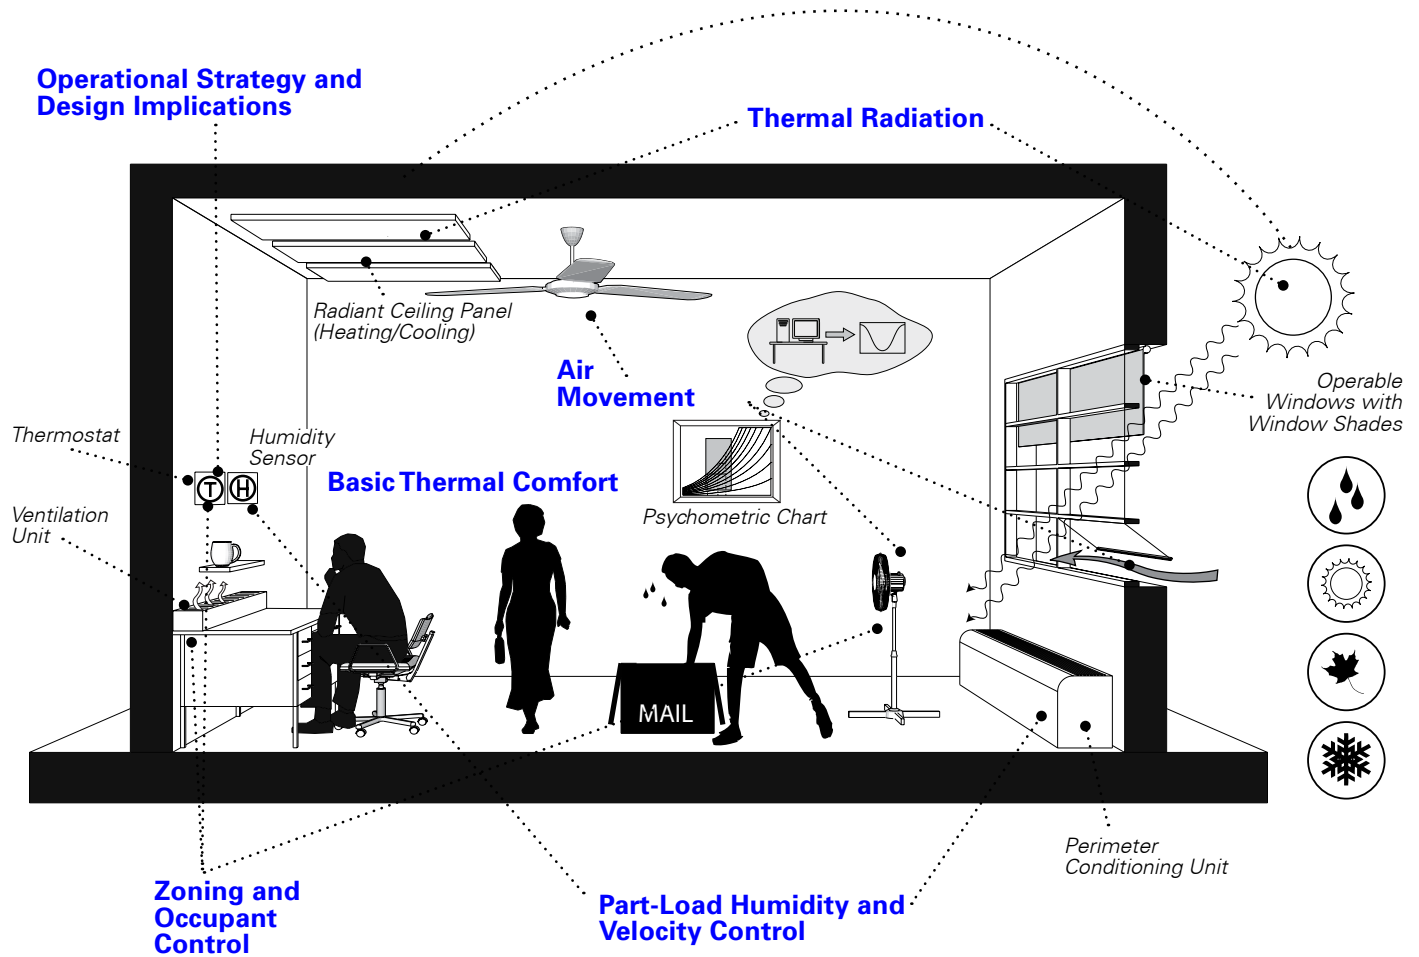 Operational Strategy and
Design Implications
Thermal Radiation
Radiant Ceiling Panel
(Heating/Cooling)
Air
Movement
Operable
Windows with
Window Shades
Thermostat
Humidity
Sensor
T
H
Basic Thermal Comfort
Ventilation
Unit
Psychometric Chart
MAIL
Perimeter
Conditioning Unit
Zoning and
Occupant
Control
Part-Load Humidity and
Velocity Control